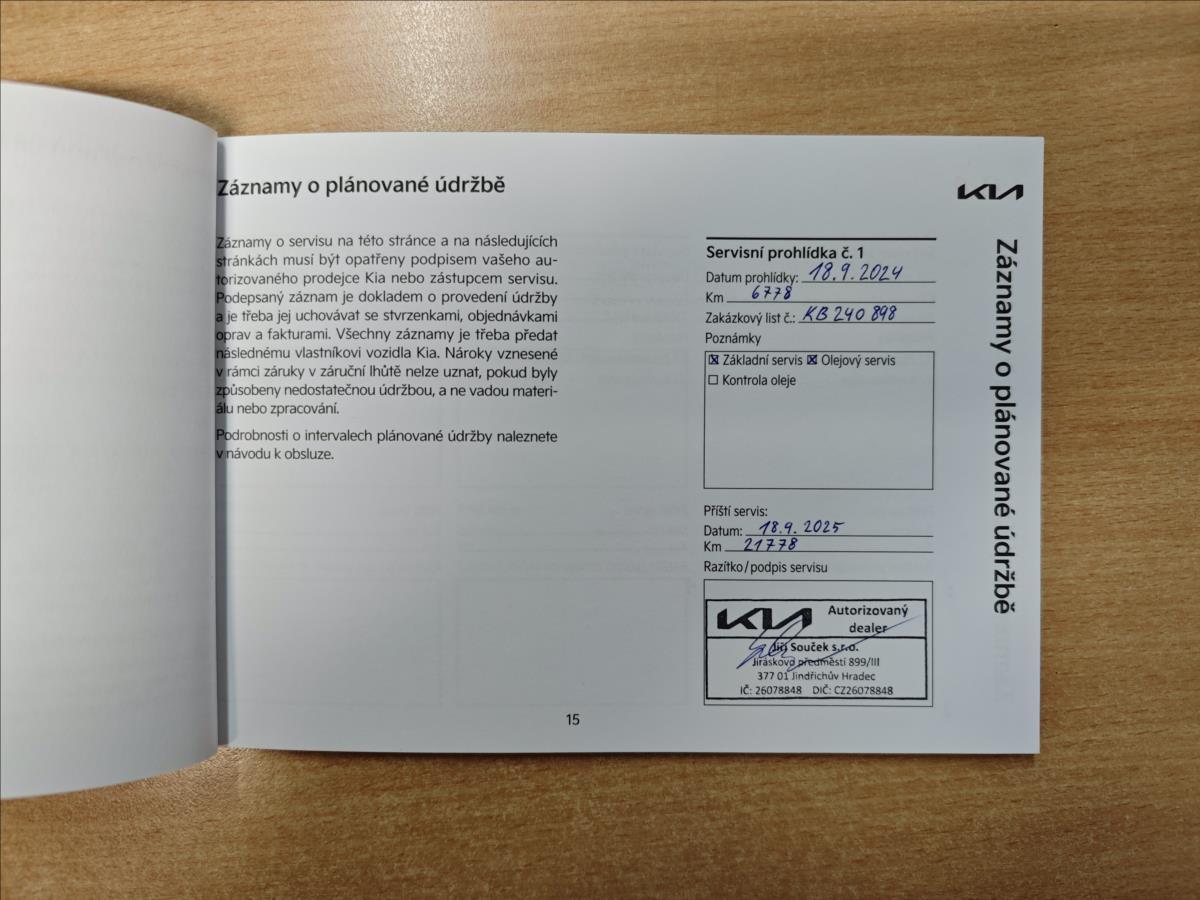 Záznamy o plánované údržbě
Záznamy o servisu na této stránce a na následujících
stránkách musí být opatřeny podpisem vašeho au-
torizovaného prodejce Kia nebo zástupcem servisu.
Podepsaný záznam je dokladem o provedení údržby
a je třeba jej uchovávat se stvrzenkami, objednávkami
oprav a fakturami. Všechny záznamy je třeba předat
následnému vlastníkovi vozidla Kia. Nároky vznesené
v rámci záruky v záruční lhůtě nelze uznat, pokud byly
způsobeny nedostatečnou údržbou, a ne vadou materi-
álu nebo zpracování.
Podrobnosti o intervalech plánované údržby naleznete
v návodu k obsluze.
15
KIA
Servisní prohlídka č. 1
Datum prohlídky: 18.9.2024
Km 6778
Zakázkový list č.: KB240898
Poznámky
☒ Základní servis ☒ Olejový servis
☐ Kontrola oleje
Příští servis:
Datum: 18.9.2025
Km 21778
Razítko/podpis servisu
KIA Autorizovaný
dealer
Jiří Souček s.r.o.
Jiráskovo předměstí 899/III
377 01 Jindřichův Hradec
IČ: 26078848 DIČ: CZ26078848
Záznamy o plánované údržbě